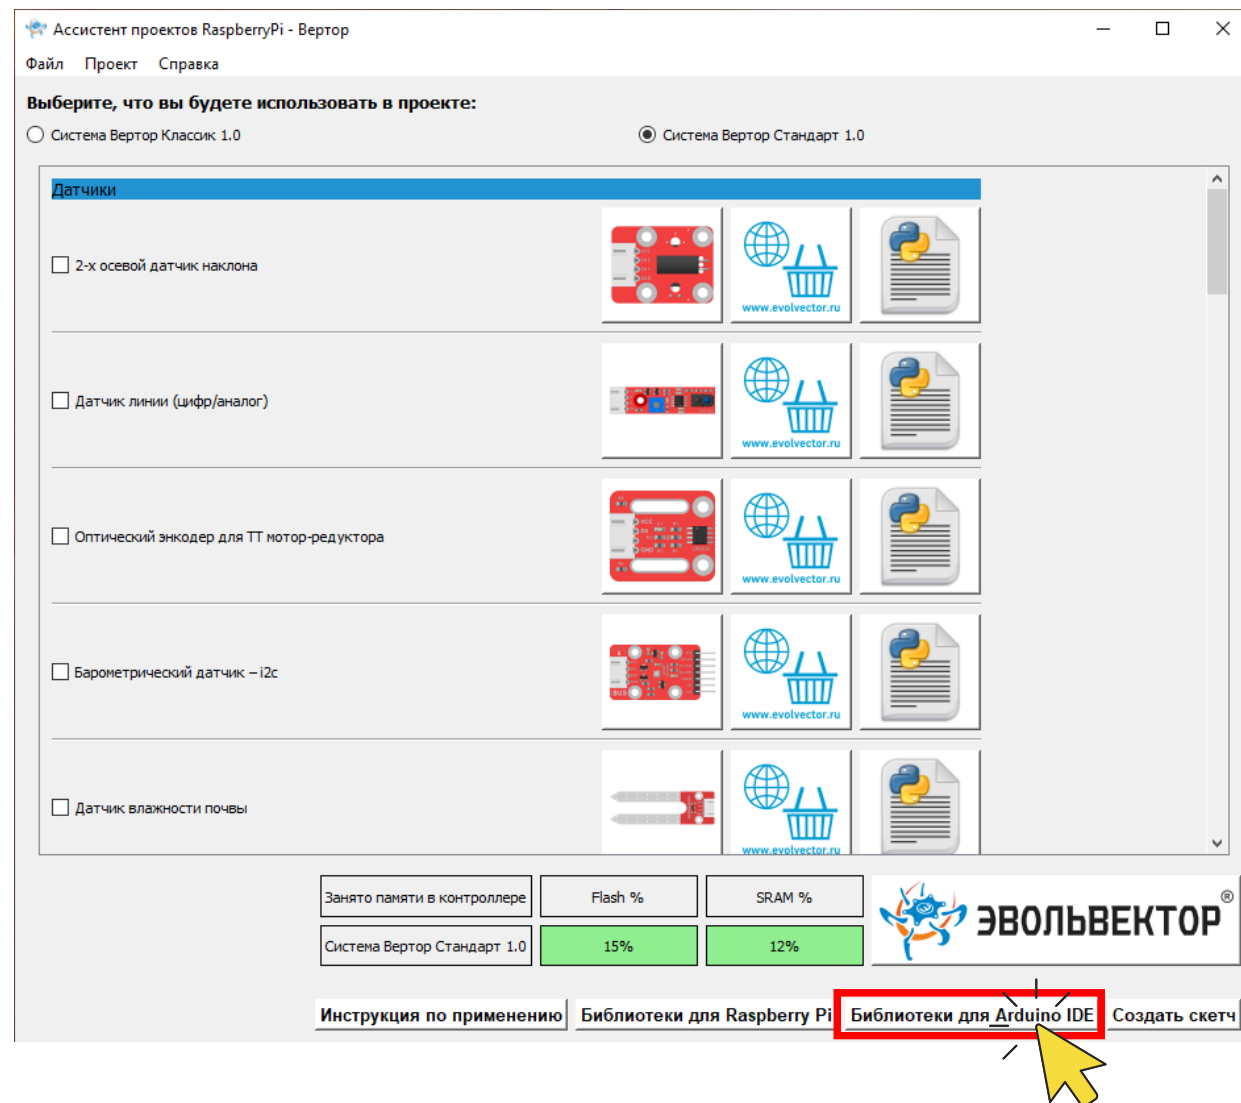 Ассистент проектов RaspberryPi - Вертор
Файл Проект Справка
Выберите, что вы будете использовать в проекте:
Система Вертор Классик 1.0 Система Вертор Стандарт 1.0
Датчики
2-х осевой датчик наклона
www.evolvector.ru
Датчик линии (цифр/аналог)
www.evolvector.ru
Оптический энкодер для ТТ мотор-редуктора
www.evolvector.ru
Барометрический датчик – i2c
www.evolvector.ru
Датчик влажности почвы
www.evolvector.ru
Занято памяти в контроллере Flash % SRAM %
Система Вертор Стандарт 1.0 15% 12%
ЭВОЛЬВЕКТОР®
Инструкция по применению Библиотеки для Raspberry Pi Библиотеки для Arduino IDE Создать скетч